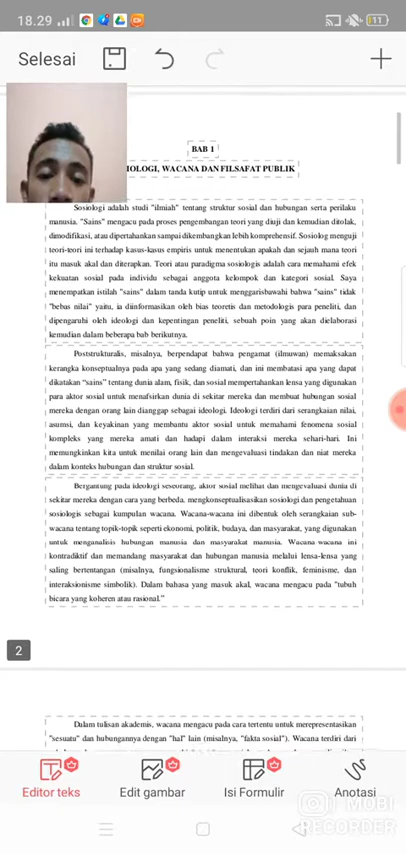 18.29
11
Selesai
BAB 1
IOLOGI, WACANA DAN FILSAFAT PUBLIK
Sosiologi adalah studi "ilmiah" tentang struktur sosial dan hubungan serta perilaku
manusia. "Sains" mengacu pada proses pengembangan teori yang diuji dan kemudian ditolak,
dimodifikasi, atau dipertahankan sampai dikembangkan lebih komprehensif. Sosiolog menguji
teori-teori ini terhadap kasus-kasus empiris untuk menentukan apakah dan sejauh mana teori
itu masuk akal dan diterapkan. Teori atau paradigma sosiologis adalah cara memahami efek
kekuatan sosial pada individu sebagai anggota kelompok dan kategori sosial. Saya
menempatkan istilah "sains" dalam tanda kutip untuk menggarisbawahi bahwa "sains" tidak
"bebas nilai" yaitu, ia diinformasikan oleh bias teoretis dan metodologis para peneliti, dan
dipengaruhi oleh ideologi dan kepentingan peneliti, sebuah poin yang akan dielaborasi
kemudian dalam beberapa bab berikutnya.
Poststrukturalis, misalnya, berpendapat bahwa pengamat (ilmuwan) memaksakan
kerangka konseptualnya pada apa yang sedang diamati, dan ini membatasi apa yang dapat
dikatakan "sains" tentang dunia alam, fisik, dan sosial mempertahankan lensa yang digunakan
para aktor sosial untuk menafsirkan dunia di sekitar mereka dan membuat hubungan sosial
mereka dengan orang lain dianggap sebagai ideologi. Ideologi terdiri dari serangkaian nilai,
asumsi, dan keyakinan yang membantu aktor sosial untuk memahami fenomena sosial
kompleks yang mereka amati dan hadapi dalam interaksi mereka sehari-hari. Ini
memungkinkan kita untuk menilai orang lain dan mengevaluasi tindakan dan niat mereka
dalam konteks hubungan dan struktur sosial.
Bergantung pada ideologi seseorang, aktor sosial melihat dan mengevaluasi dunia di
sekitar mereka dengan cara yang berbeda, mengkonseptualisasikan sosiologi dan pengetahuan
sosiologis sebagai kumpulan wacana. Wacana-wacana ini dibentuk oleh serangkaian sub-
wacana tentang topik-topik seperti ekonomi, politik, budaya, dan masyarakat, yang digunakan
untuk menganalisis hubungan manusia dan masyarakat manusia. Wacana-wacana ini
kontradiktif dan memandang masyarakat dan hubungan manusia melalui lensa-lensa yang
saling bertentangan (misalnya, fungsionalisme struktural, teori konflik, feminisme, dan
interaksionisme simbolik). Dalam bahasa yang masuk akal, wacana mengacu pada "tubuh
bicara yang koheren atau rasional."
2
Dalam tulisan akademis, wacana mengacu pada cara tertentu untuk merepresentasikan
"sesuatu" dan hubungannya dengan "hal" lain (misalnya, "fakta sosial"). Wacana terdiri dari
Editor teks
Edit gambar
Isi Formulir
Anotasi
MOBI
RECORDER